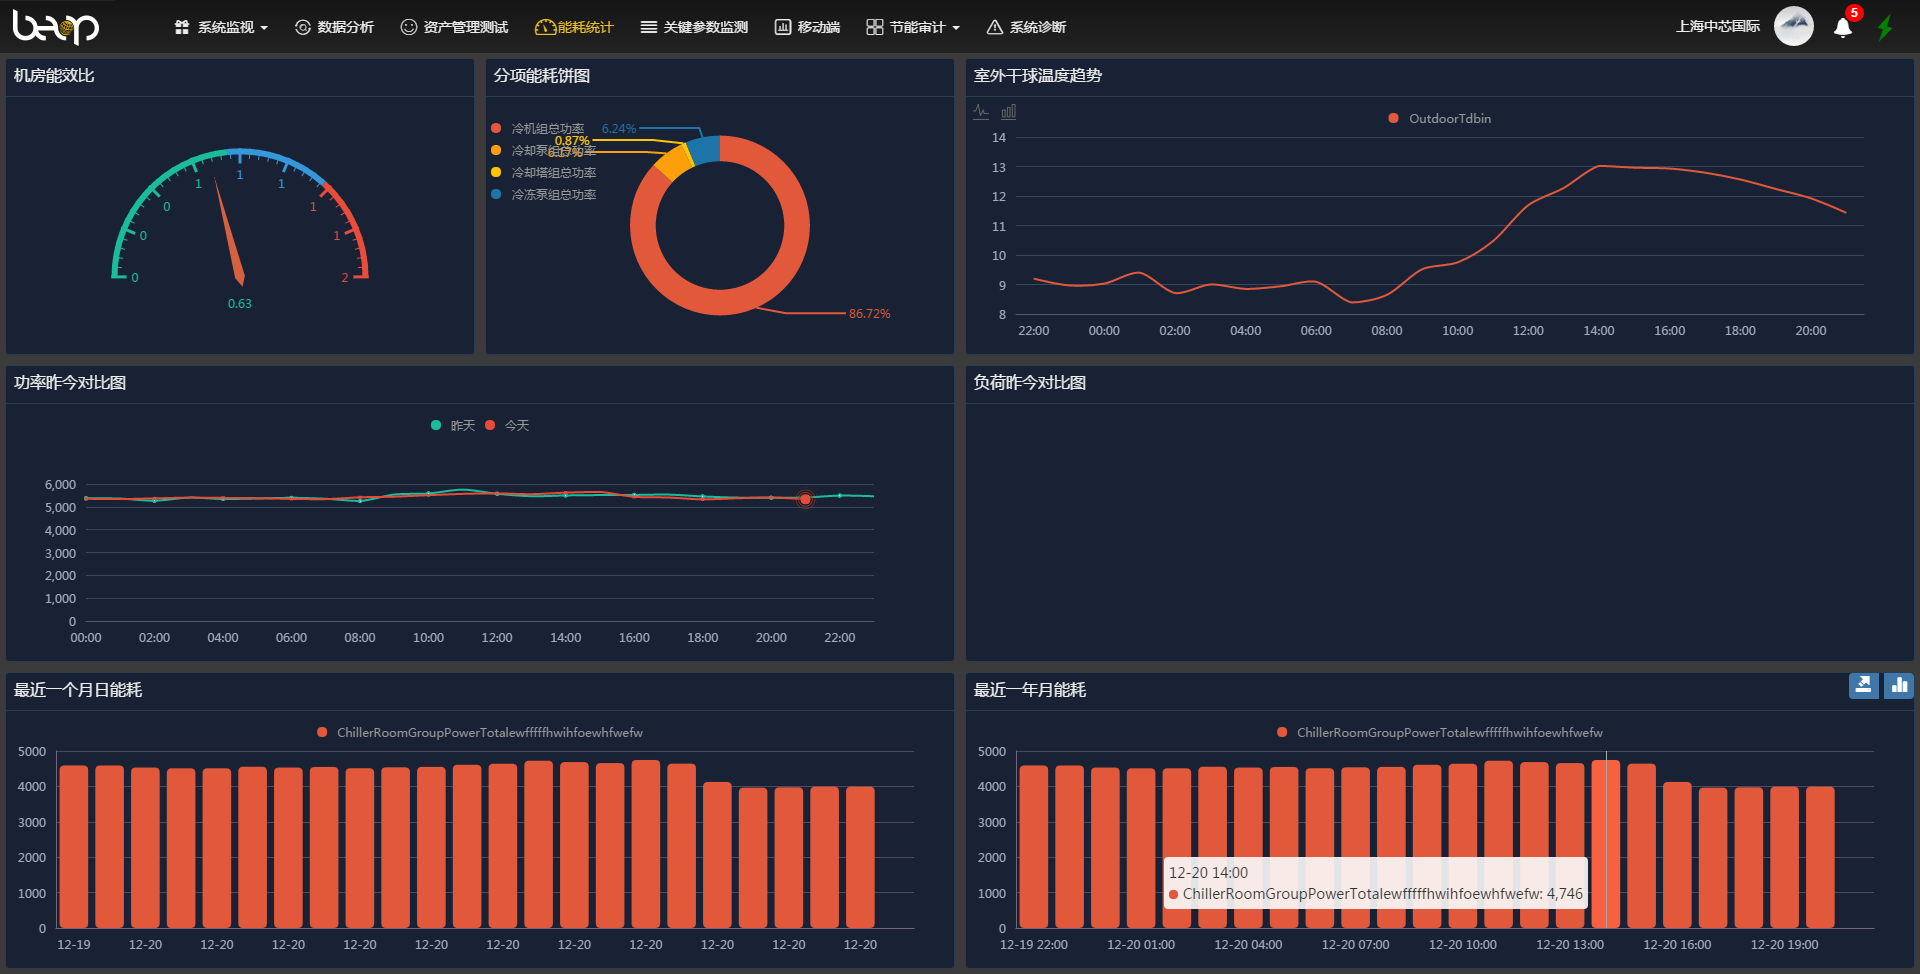 beop 系统监视 数据分析 资产管理测试 能耗统计 关键参数监测 移动端 节能审计 系统诊断 上海中芯国际 5
机房能效比
0 0 0 1 1 1 1 1 2
0.63
分项能耗饼图
冷机组总功率
冷却泵组总功率
冷却塔组总功率
冷冻泵组总功率
6.24%
0.87%
86.72%
室外干球温度趋势
OutdoorTdbin
14
13
12
11
10
9
8
22:00 00:00 02:00 04:00 06:00 08:00 10:00 12:00 14:00 16:00 18:00 20:00
功率昨今对比图
昨天 今天
6,000
5,000
4,000
3,000
2,000
1,000
0
00:00 02:00 04:00 06:00 08:00 10:00 12:00 14:00 16:00 18:00 20:00 22:00
负荷昨今对比图
最近一个月日能耗
ChillerRoomGroupPowerTotalewfffffhwihfoewhfwefw
5000
4000
3000
2000
1000
0
12-19 12-20 12-20 12-20 12-20 12-20 12-20 12-20 12-20 12-20 12-20 12-20
最近一年月能耗
ChillerRoomGroupPowerTotalewfffffhwihfoewhfwefw
5000
4000
3000
2000
1000
0
12-20 14:00
ChillerRoomGroupPowerTotalewfffffhwihfoewhfwefw: 4,746
12-19 22:00 12-20 01:00 12-20 04:00 12-20 07:00 12-20 10:00 12-20 13:00 12-20 16:00 12-20 19:00